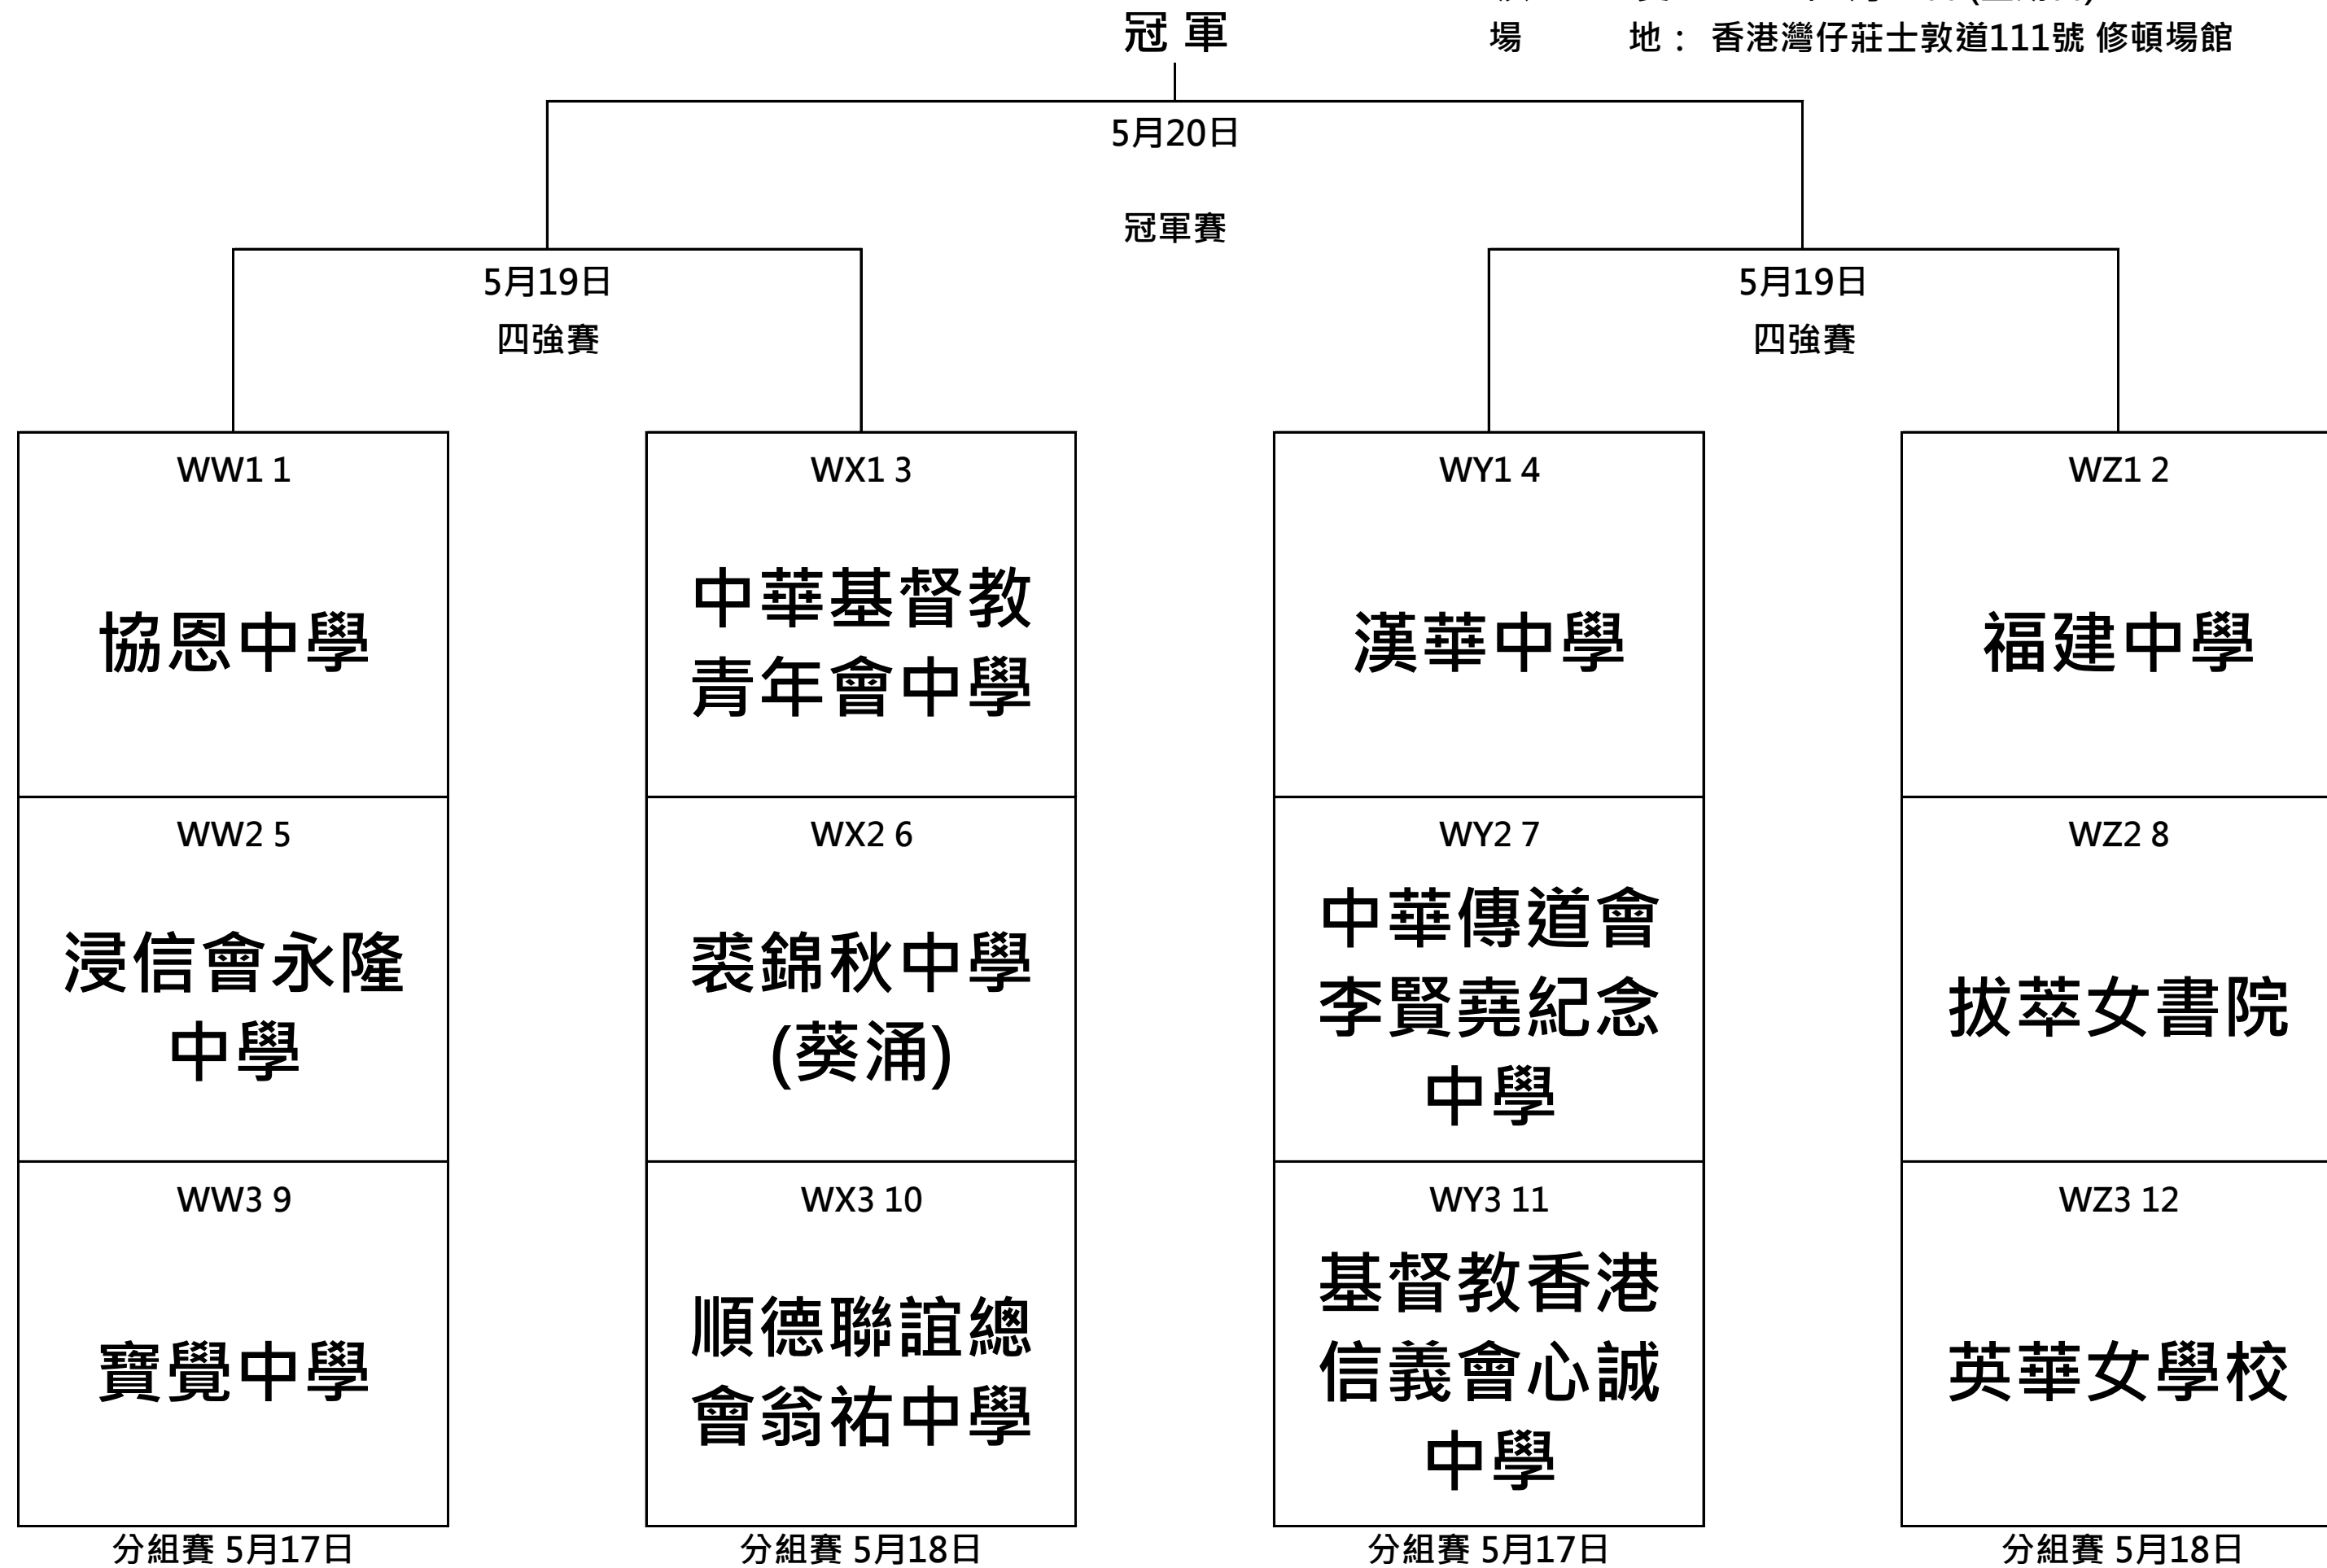 冠 軍
場 地： 香港灣仔莊士敦道111號 修頓場館
5月20日
冠軍賽
5月19日
四強賽
5月19日
四強賽
WW1 1
協恩中學
WX1 3
中華基督教
青年會中學
WY1 4
漢華中學
WZ1 2
福建中學
WW2 5
浸信會永隆
中學
WX2 6
裘錦秋中學
(葵涌)
WY2 7
中華傳道會
李賢堯紀念
中學
WZ2 8
拔萃女書院
WW3 9
寶覺中學
WX3 10
順德聯誼總
會翁祐中學
WY3 11
基督教香港
信義會心誠
中學
WZ3 12
英華女學校
分組賽 5月17日
分組賽 5月18日
分組賽 5月17日
分組賽 5月18日